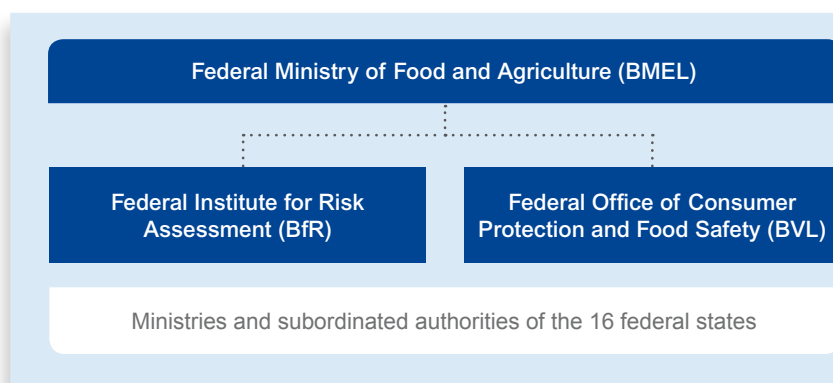 Federal Ministry of Food and Agriculture (BMEL)
Federal Institute for Risk
Assessment (BfR)
Federal Office of Consumer
Protection and Food Safety (BVL)
Ministries and subordinated authorities of the 16 federal states